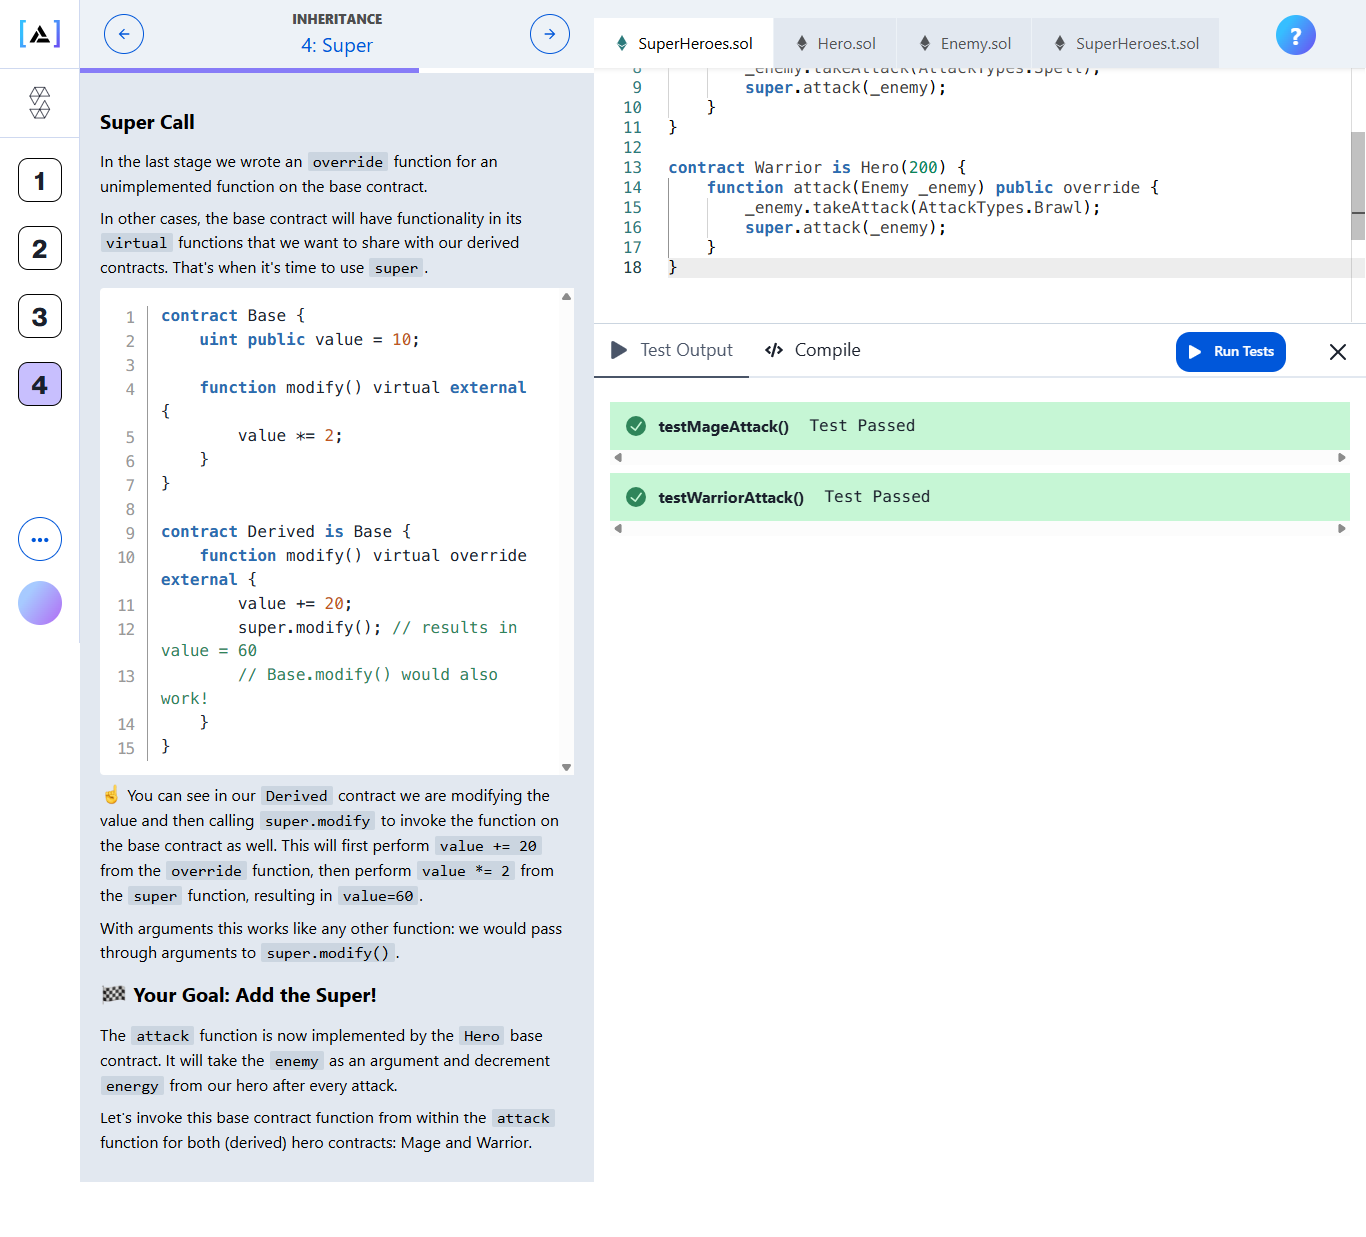 INHERITANCE
4: Super
SuperHeroes.sol
Hero.sol
Enemy.sol
SuperHeroes.t.sol
?
1
2
3
4
Super Call
In the last stage we wrote an override function for an
unimplemented function on the base contract.
In other cases, the base contract will have functionality in its
virtual functions that we want to share with our derived
contracts. That's when it's time to use super.
1 contract Base {
2 uint public value = 10;
3
4 function modify() virtual external
{
5 value *= 2;
6 }
7 }
8
9 contract Derived is Base {
10 function modify() virtual override
external {
11 value += 20;
12 super.modify(); // results in
value = 60
13 // Base.modify() would also
work!
14 }
15 }
☝ You can see in our Derived contract we are modifying the
value and then calling super.modify to invoke the function on
the base contract as well. This will first perform value += 20
from the override function, then perform value *= 2 from
the super function, resulting in value=60.
With arguments this works like any other function: we would pass
through arguments to super.modify().
🏁 Your Goal: Add the Super!
The attack function is now implemented by the Hero base
contract. It will take the enemy as an argument and decrement
energy from our hero after every attack.
Let's invoke this base contract function from within the attack
function for both (derived) hero contracts: Mage and Warrior.
8 _enemy.takeAttack(AttackTypes.Spell);
9 super.attack(_enemy);
10 }
11 }
12
13 contract Warrior is Hero(200) {
14 function attack(Enemy _enemy) public override {
15 _enemy.takeAttack(AttackTypes.Brawl);
16 super.attack(_enemy);
17 }
18 }
Test Output
Compile
Run Tests
testMageAttack() Test Passed
testWarriorAttack() Test Passed